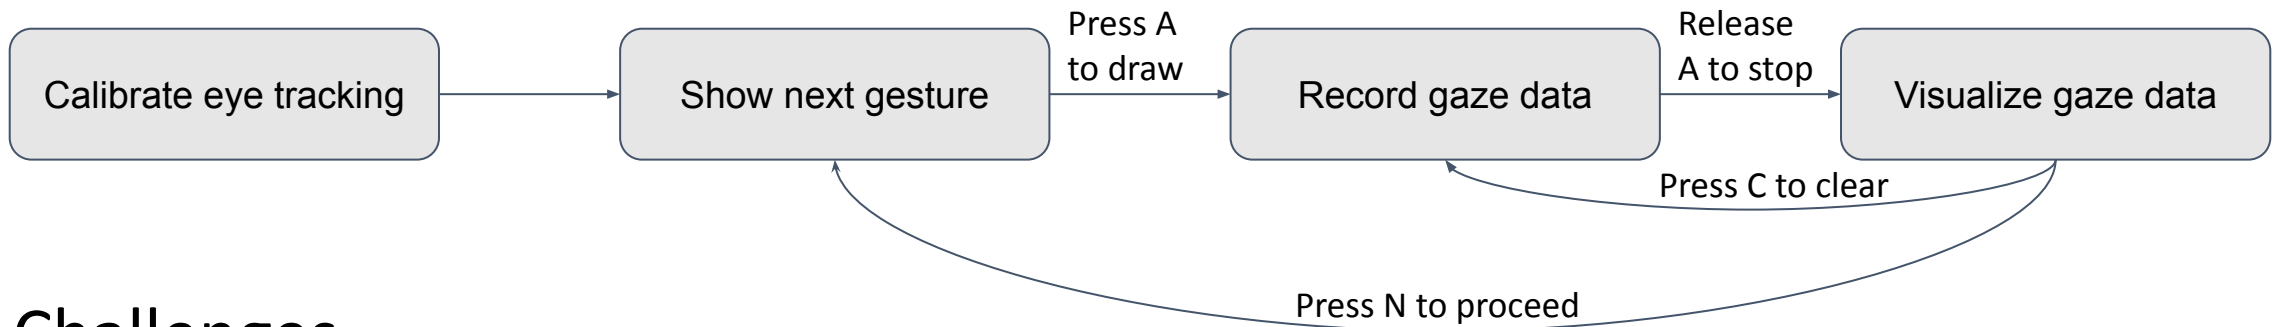 Calibrate eye tracking
Show next gesture
Press A
to draw
Record gaze data
Release
A to stop
Visualize gaze data
Press C to clear
Press N to proceed
Challenges